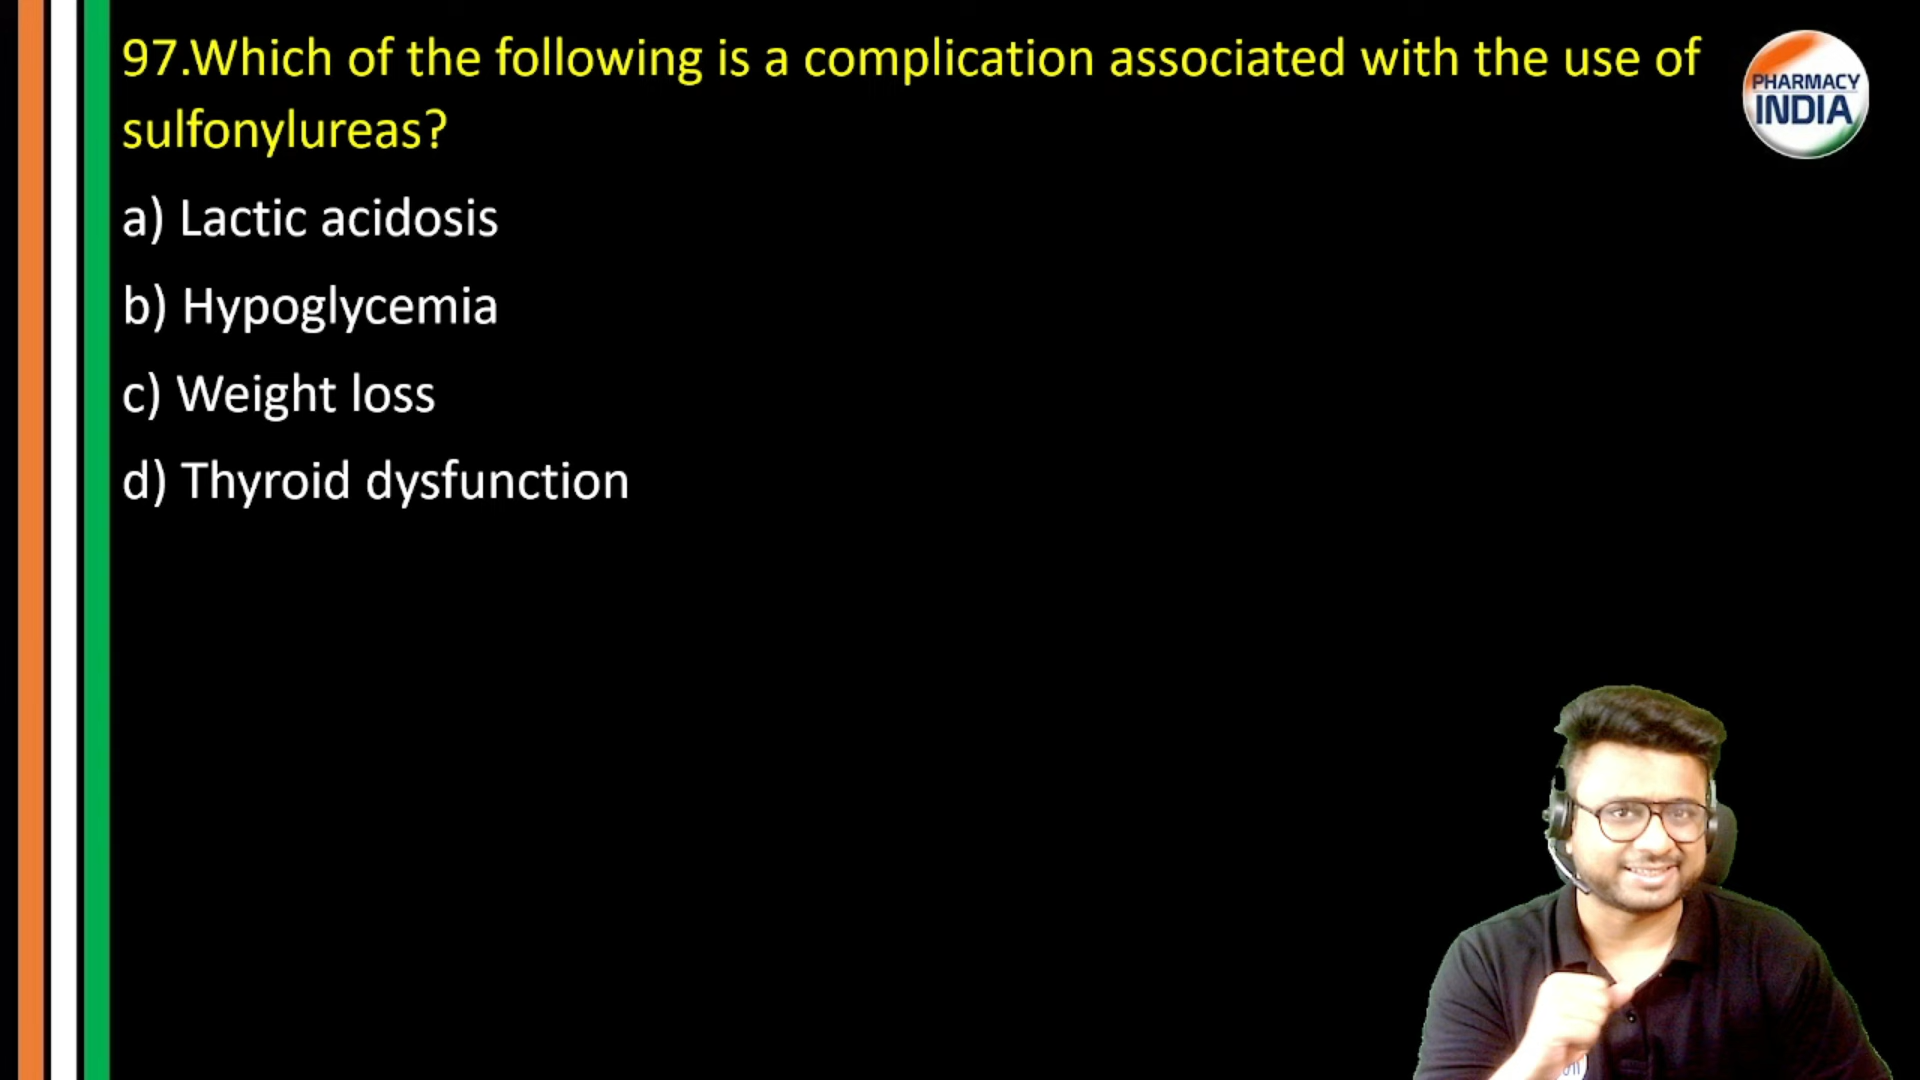 97.Which of the following is a complication associated with the use of
sulfonylureas?
PHARMACY
INDIA
a) Lactic acidosis
b) Hypoglycemia
c) Weight loss
d) Thyroid dysfunction